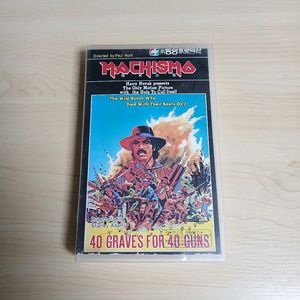 Directed by Paul Hunt
MACHISMO
Harry Novak presents
The Only Motion Picture
with the Guts To Call Itself
The Wild Bunch Who
Died With Their Boots On!
40 GRAVES FOR 40 GUNS